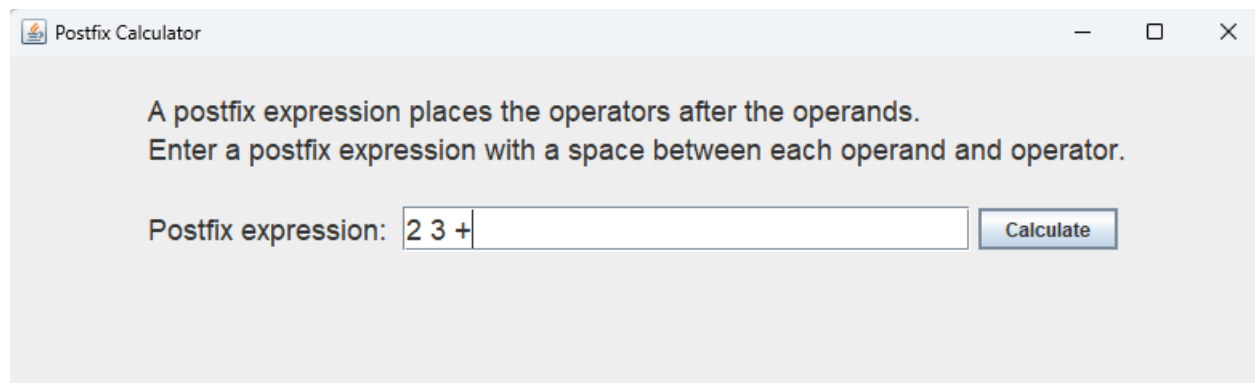 Postfix Calculator
A postfix expression places the operators after the operands.
Enter a postfix expression with a space between each operand and operator.
Postfix expression: 2 3 + Calculate